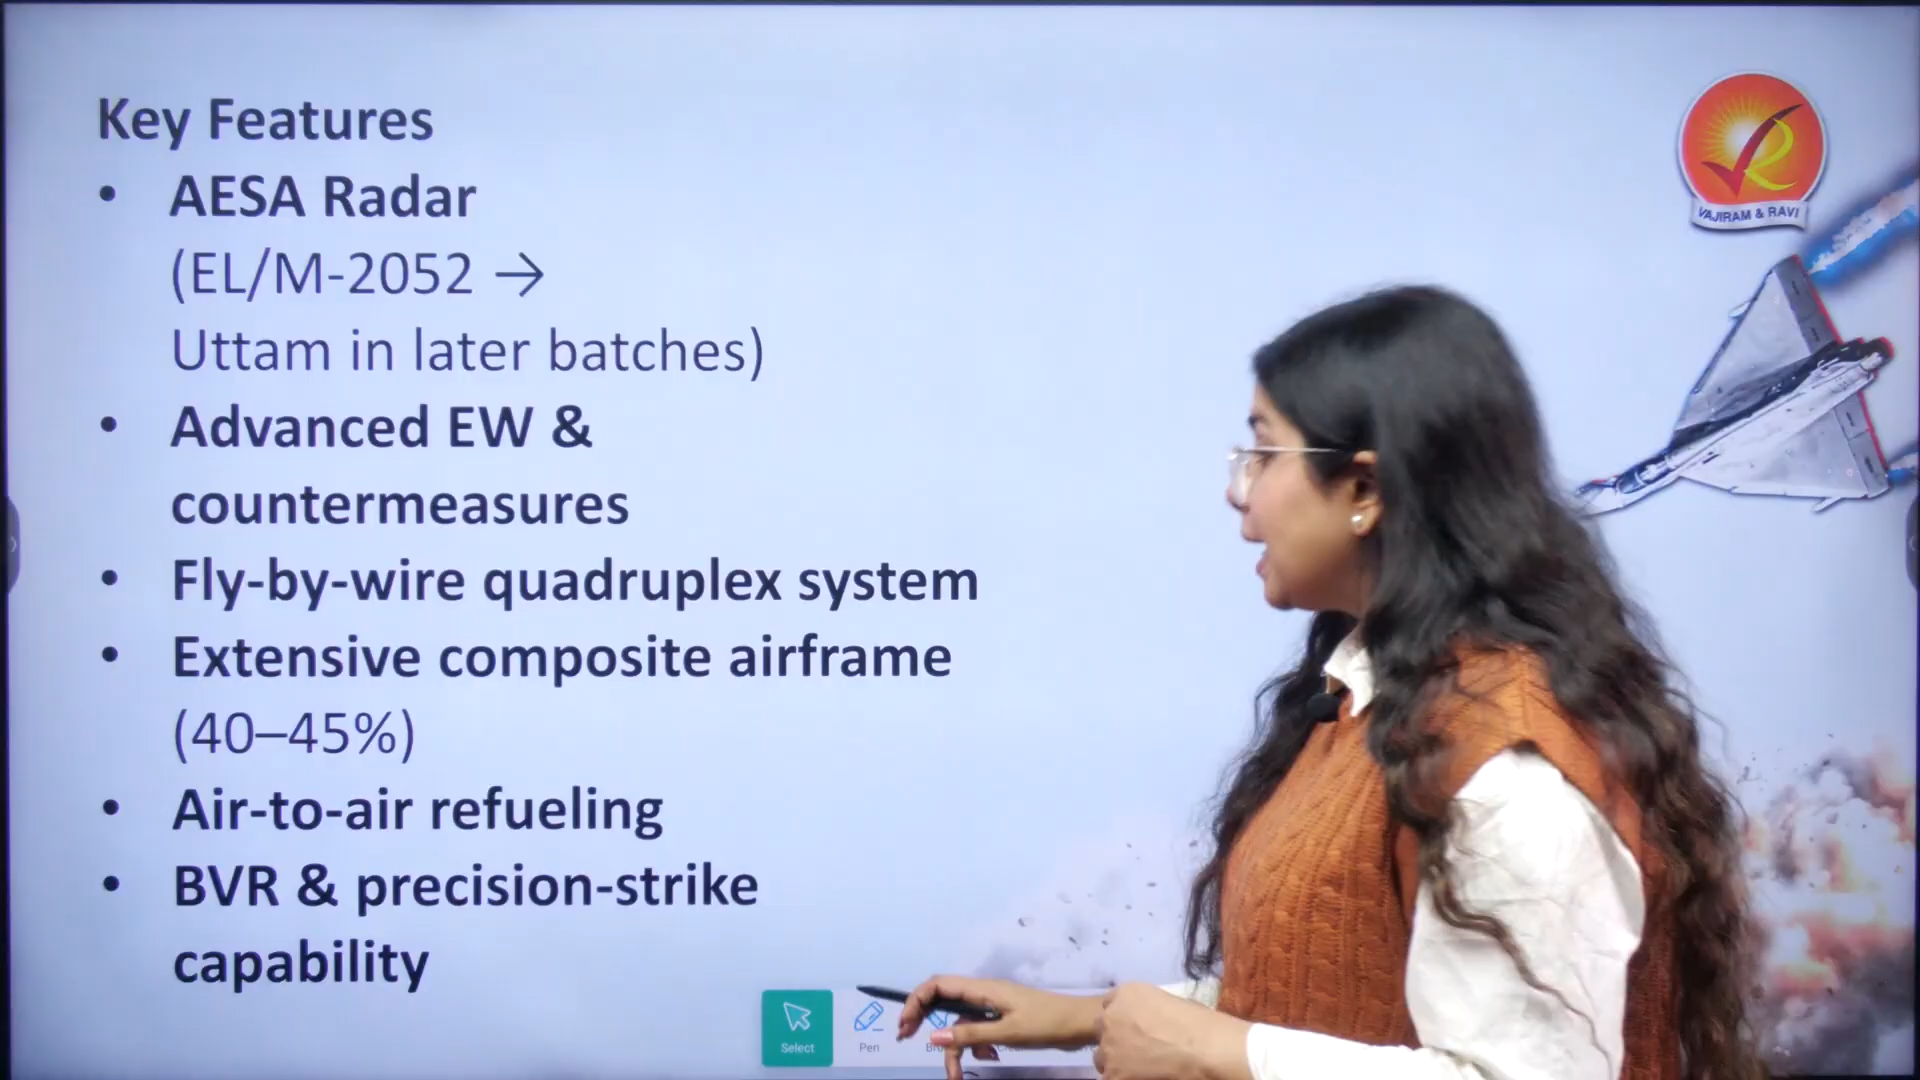 Key Features
• AESA Radar
(EL/M-2052 →
Uttam in later batches)
• Advanced EW &
countermeasures
• Fly-by-wire quadruplex system
• Extensive composite airframe
(40–45%)
• Air-to-air refueling
• BVR & precision-strike
capability
VAJIRAM & RAVI
Select
Pen